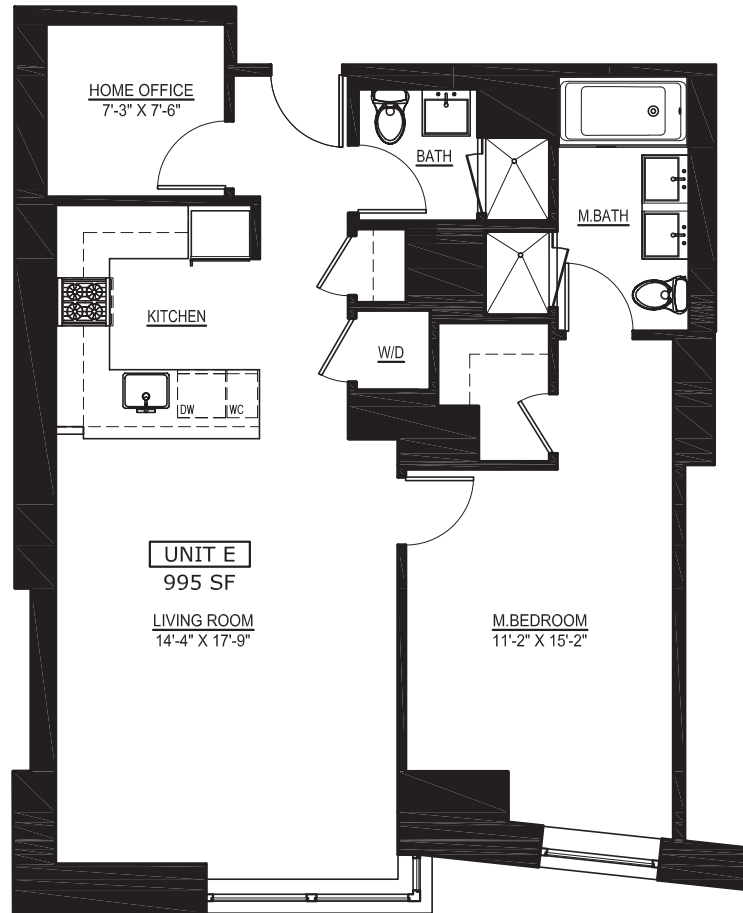 HOME OFFICE
7'-3" X 7'-6"
BATH
M.BATH
KITCHEN
W/D
DW
WC
UNIT E
995 SF
LIVING ROOM
14'-4" X 17'-9"
M.BEDROOM
11'-2" X 15'-2"